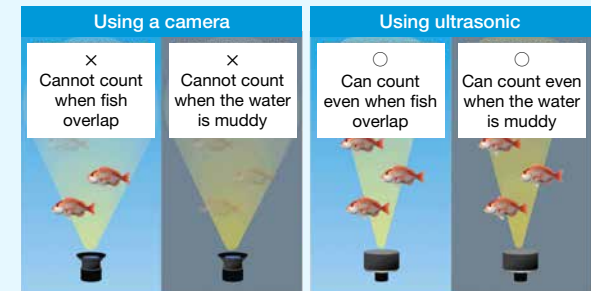 Using a camera
×
Cannot count
when fish
overlap
×
Cannot count
when the water
is muddy
Using ultrasonic
○
Can count
even when fish
overlap
○
Can count even
when the water
is muddy